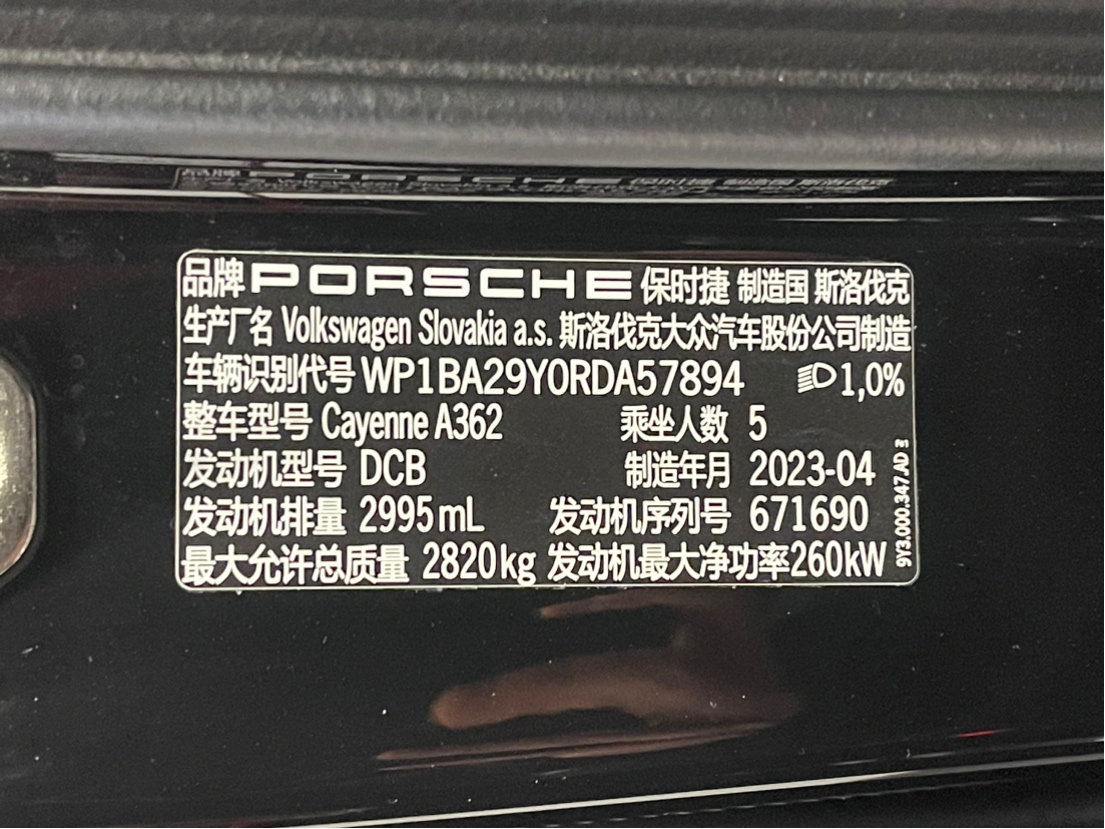 品牌 PORSCHE 保时捷 制造国 斯洛伐克
生产厂名 Volkswagen Slovakia a.s. 斯洛伐克大众汽车股份公司制造
车辆识别代号 WP1BA29Y0RDA57894 1,0%
整车型号 Cayenne A362 乘坐人数 5
发动机型号 DCB 制造年月 2023-04
发动机排量 2995mL 发动机序列号 671690
最大允许总质量 2820kg 发动机最大净功率260kW
9Y3.000.347.AD